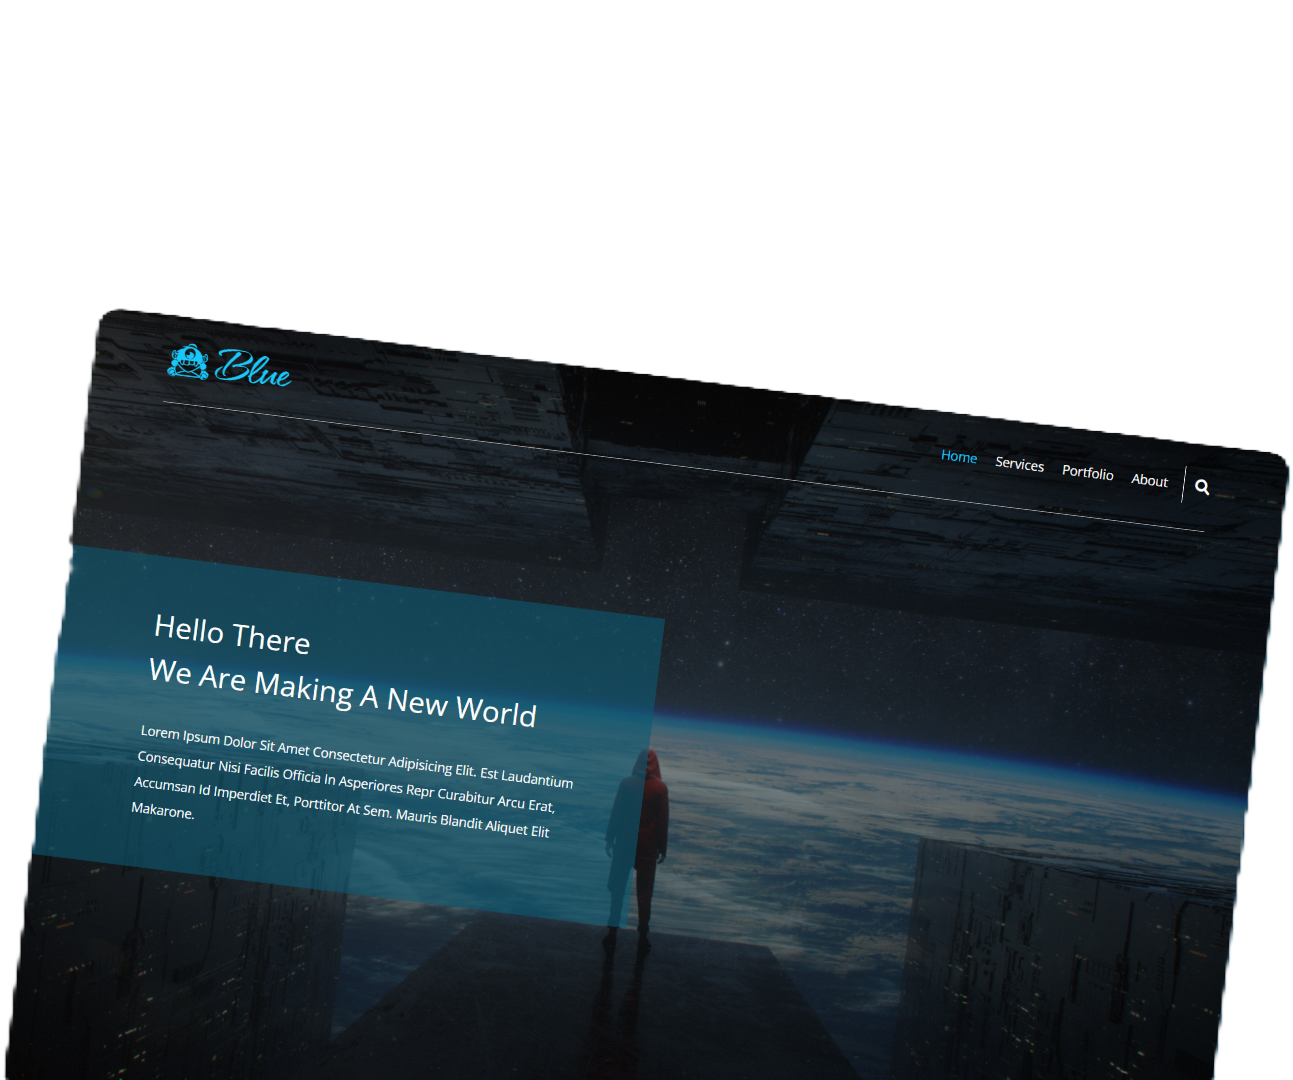 Blue
Home Services Portfolio About
Hello There
We Are Making A New World
Lorem Ipsum Dolor Sit Amet Consectetur Adipisicing Elit. Est Laudantium
Consequatur Nisi Facilis Officia In Asperiores Repr Curabitur Arcu Erat,
Accumsan Id Imperdiet Et, Porttitor At Sem. Mauris Blandit Aliquet Elit
Makarone.